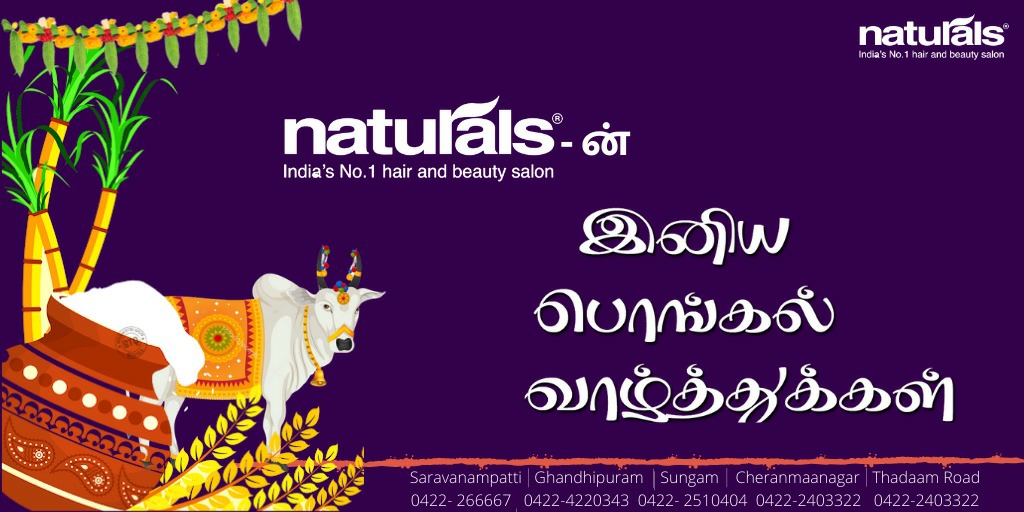 naturals®
India's No.1 hair and beauty salon
naturals® - ன்
India's No.1 hair and beauty salon
இனிய
பொங்கல்
வாழ்த்துக்கள்
Saravanampatti | Ghandhipuram | Sungam | Cheranmaanagar | Thadaam Road
0422- 266667 0422-4220343 0422- 2510404 0422-2403322 0422-2403322